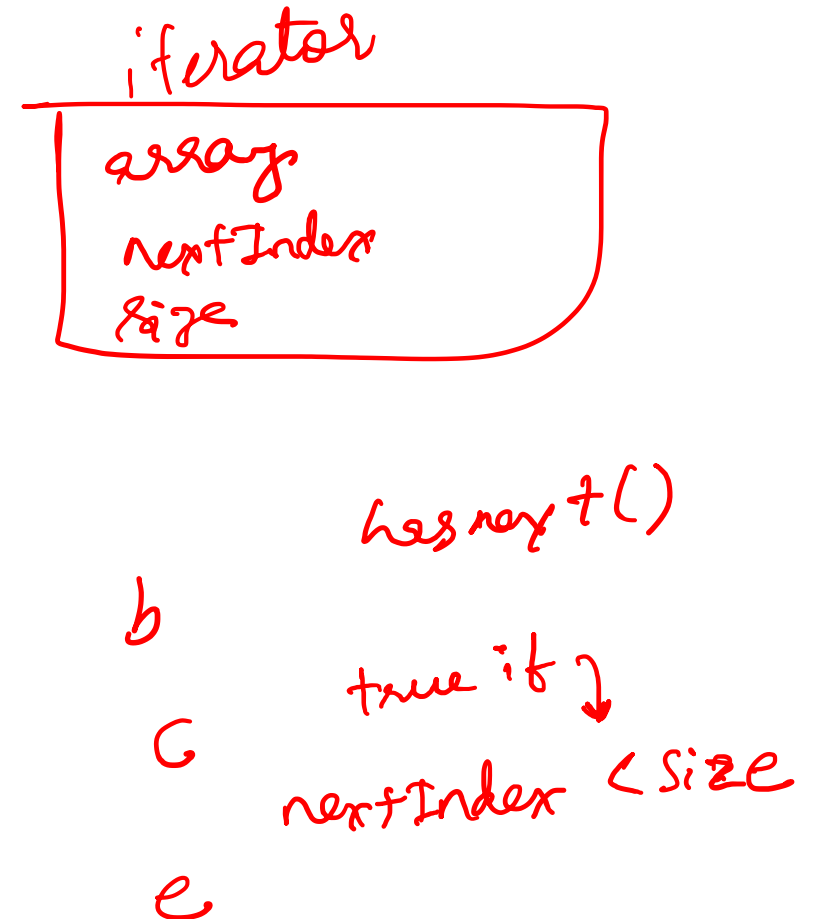 iterator
array
nextIndex
size
hasnext()
b
true if
c
nextIndex < size
e